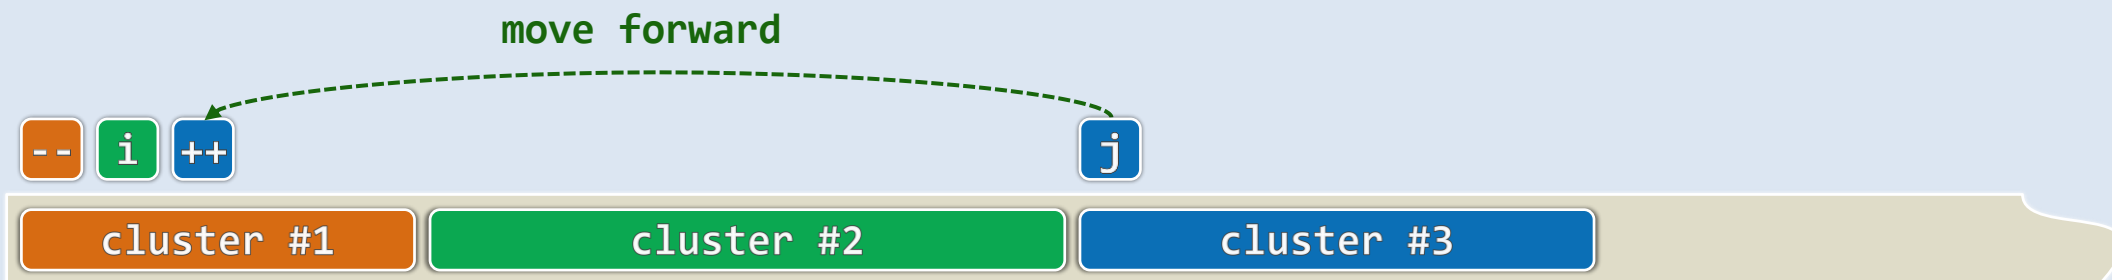 move forward
-- i ++ j
cluster #1 cluster #2 cluster #3